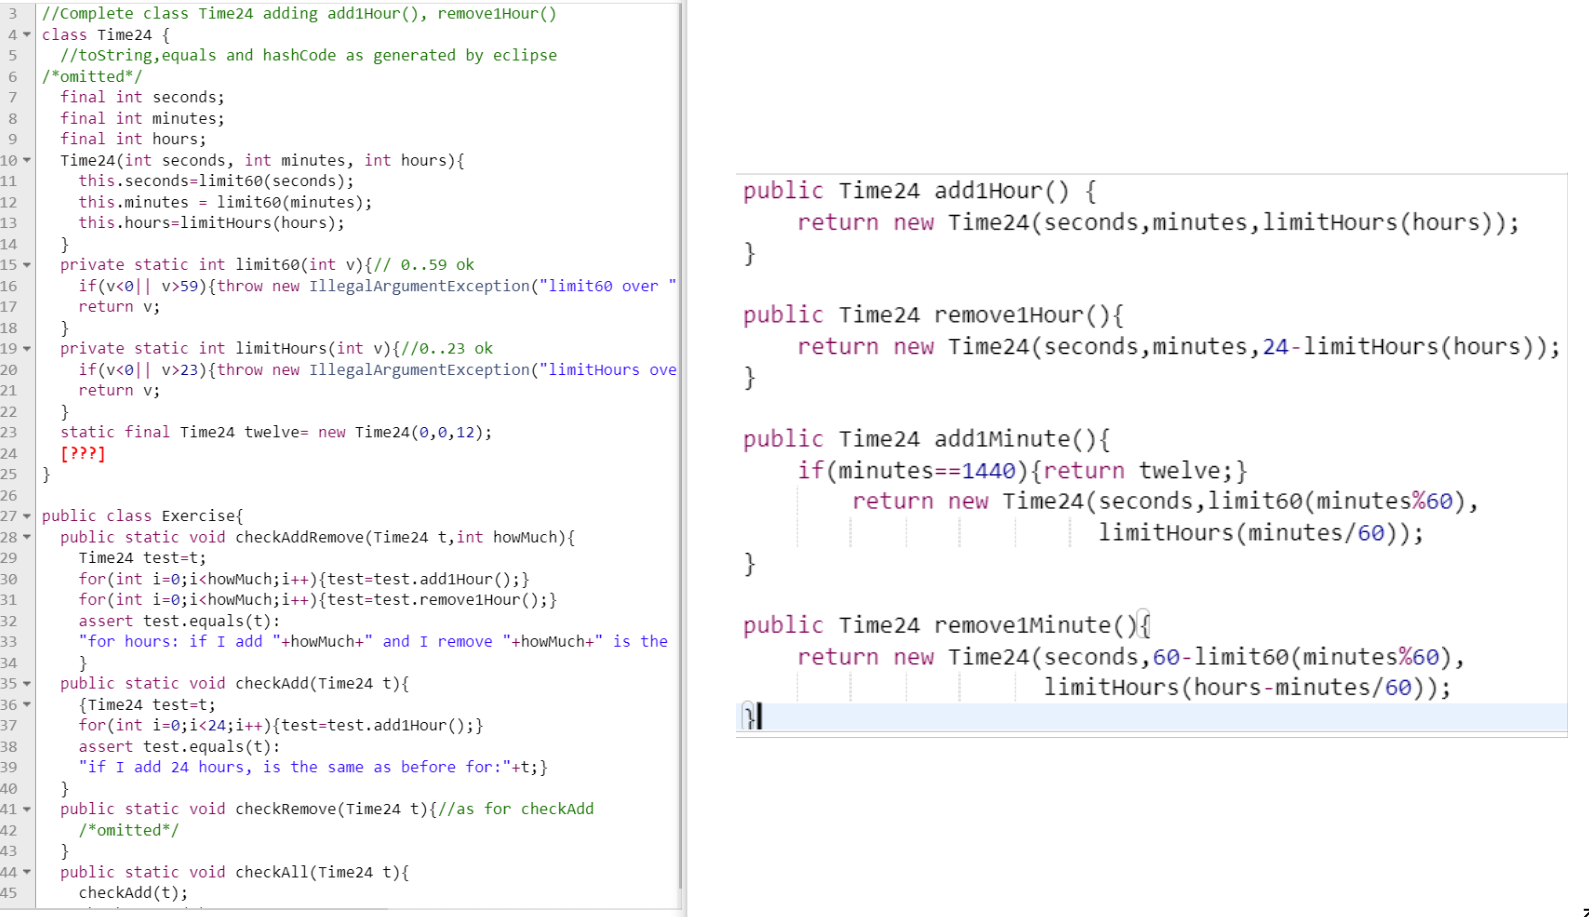 3 //Complete class Time24 adding add1Hour(), remove1Hour()
4 class Time24 {
5 //toString,equals and hashCode as generated by eclipse
6 /*omitted*/
7 final int seconds;
8 final int minutes;
9 final int hours;
10 Time24(int seconds, int minutes, int hours){
11 this.seconds=limit60(seconds);
12 this.minutes = limit60(minutes);
13 this.hours=limitHours(hours);
14 }
15 private static int limit60(int v){// 0..59 ok
16 if(v<0|| v>59){throw new IllegalArgumentException("limit60 over "
17 return v;
18 }
19 private static int limitHours(int v){//0..23 ok
20 if(v<0|| v>23){throw new IllegalArgumentException("limitHours ove
21 return v;
22 }
23 static final Time24 twelve= new Time24(0,0,12);
24 [???]
25 }
26
27 public class Exercise{
28 public static void checkAddRemove(Time24 t,int howMuch){
29 Time24 test=t;
30 for(int i=0;i<howMuch;i++){test=test.add1Hour();}
31 for(int i=0;i<howMuch;i++){test=test.remove1Hour();}
32 assert test.equals(t):
33 "for hours: if I add "+howMuch+" and I remove "+howMuch+" is the
34 }
35 public static void checkAdd(Time24 t){
36 {Time24 test=t;
37 for(int i=0;i<24;i++){test=test.add1Hour();}
38 assert test.equals(t):
39 "if I add 24 hours, is the same as before for:"+t;}
40 }
41 public static void checkRemove(Time24 t){//as for checkAdd
42 /*omitted*/
43 }
44 public static void checkAll(Time24 t){
45 checkAdd(t);
public Time24 add1Hour() {
return new Time24(seconds,minutes,limitHours(hours));
}
public Time24 remove1Hour(){
return new Time24(seconds,minutes,24-limitHours(hours));
}
public Time24 add1Minute(){
if(minutes==1440){return twelve;}
return new Time24(seconds,limit60(minutes%60),
limitHours(minutes/60));
}
public Time24 remove1Minute(){
return new Time24(seconds,60-limit60(minutes%60),
limitHours(hours-minutes/60));
}